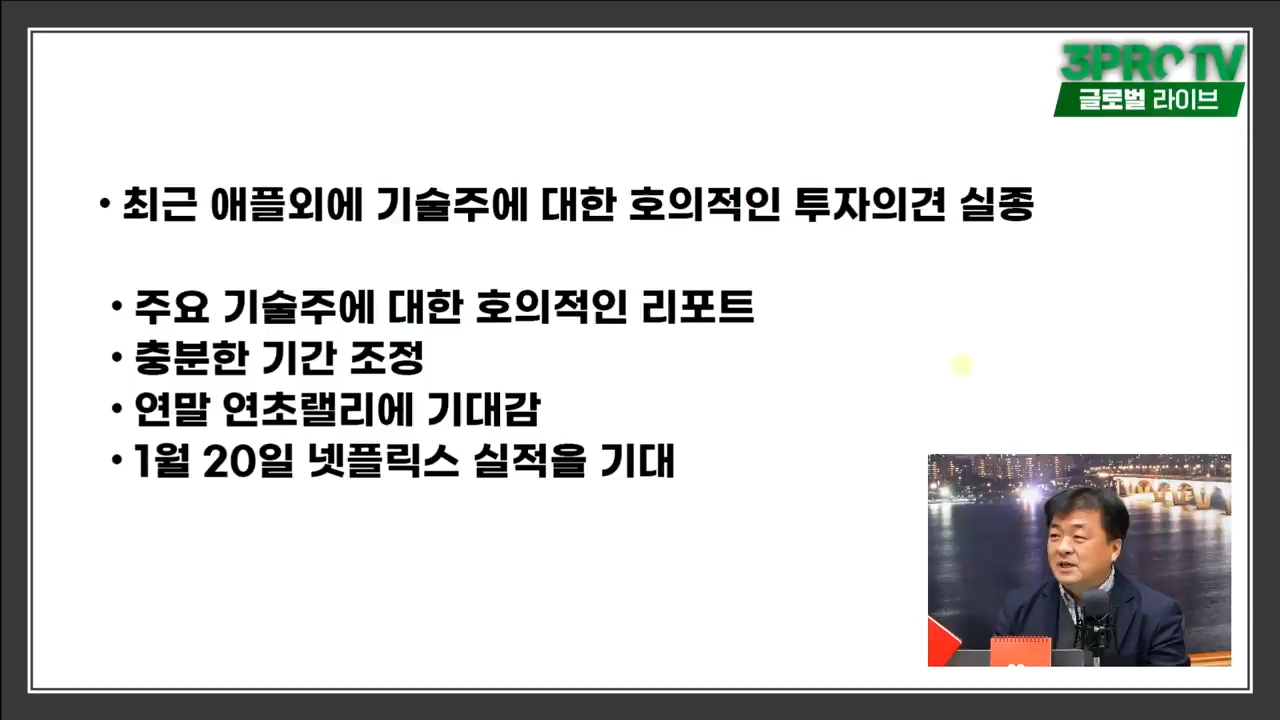 3PRO TV
글로벌 라이브
• 최근 애플외에 기술주에 대한 호의적인 투자의견 실종
• 주요 기술주에 대한 호의적인 리포트
• 충분한 기간 조정
• 연말 연초랠리에 기대감
• 1월 20일 넷플릭스 실적을 기대